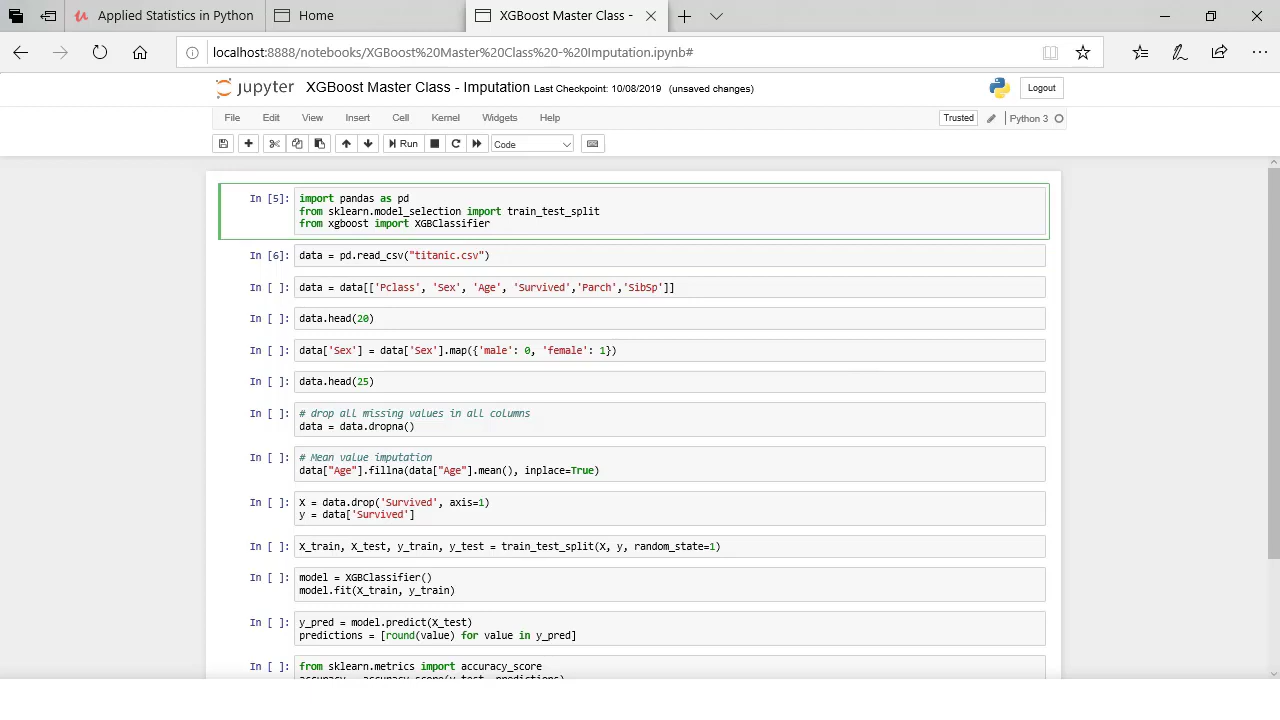 Applied Statistics in Python
Home
XGBoost Master Class -
localhost:8888/notebooks/XGBoost%20Master%20Class%20-%20Imputation.ipynb#
jupyter XGBoost Master Class - Imputation Last Checkpoint: 10/08/2019 (unsaved changes)
Logout
File Edit View Insert Cell Kernel Widgets Help
Trusted
Python 3
Run
Code
In [5]: import pandas as pd
from sklearn.model_selection import train_test_split
from xgboost import XGBClassifier
In [6]: data = pd.read_csv("titanic.csv")
In [ ]: data = data[['Pclass', 'Sex', 'Age', 'Survived','Parch','SibSp']]
In [ ]: data.head(20)
In [ ]: data['Sex'] = data['Sex'].map({'male': 0, 'female': 1})
In [ ]: data.head(25)
In [ ]: # drop all missing values in all columns
data = data.dropna()
In [ ]: # Mean value imputation
data["Age"].fillna(data["Age"].mean(), inplace=True)
In [ ]: X = data.drop('Survived', axis=1)
y = data['Survived']
In [ ]: X_train, X_test, y_train, y_test = train_test_split(X, y, random_state=1)
In [ ]: model = XGBClassifier()
model.fit(X_train, y_train)
In [ ]: y_pred = model.predict(X_test)
predictions = [round(value) for value in y_pred]
In [ ]: from sklearn.metrics import accuracy_score
accuracy = accuracy_score(y_test, predictions)